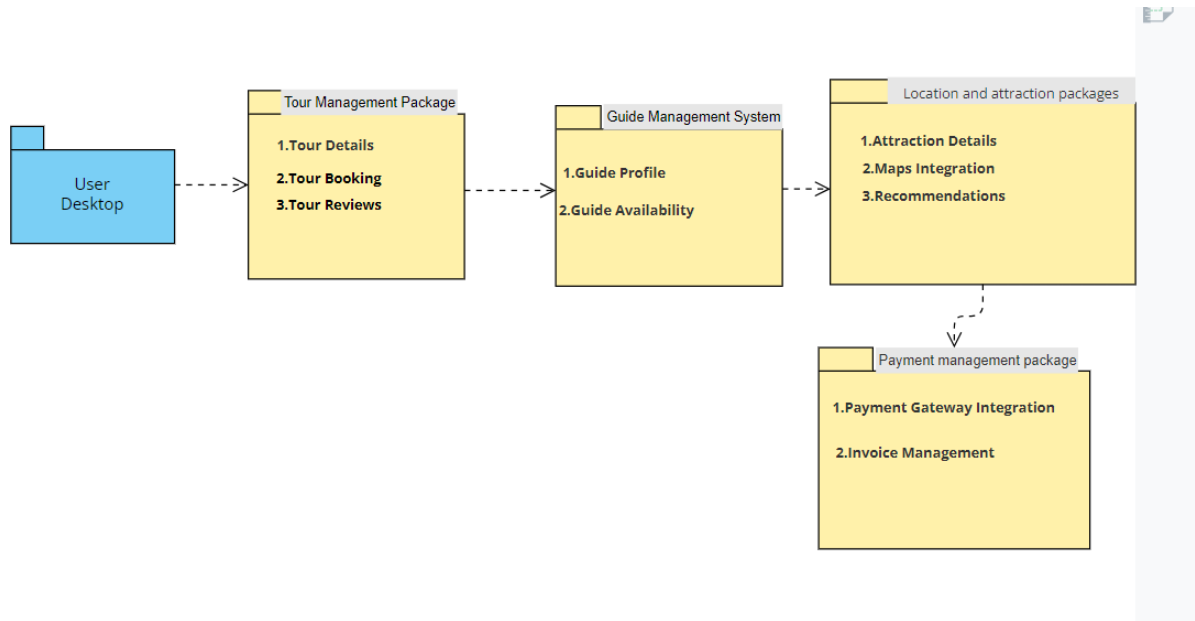 User
Desktop
Tour Management Package
1.Tour Details
2.Tour Booking
3.Tour Reviews
Guide Management System
1.Guide Profile
2.Guide Availability
Location and attraction packages
1.Attraction Details
2.Maps Integration
3.Recommendations
Payment management package
1.Payment Gateway Integration
2.Invoice Management